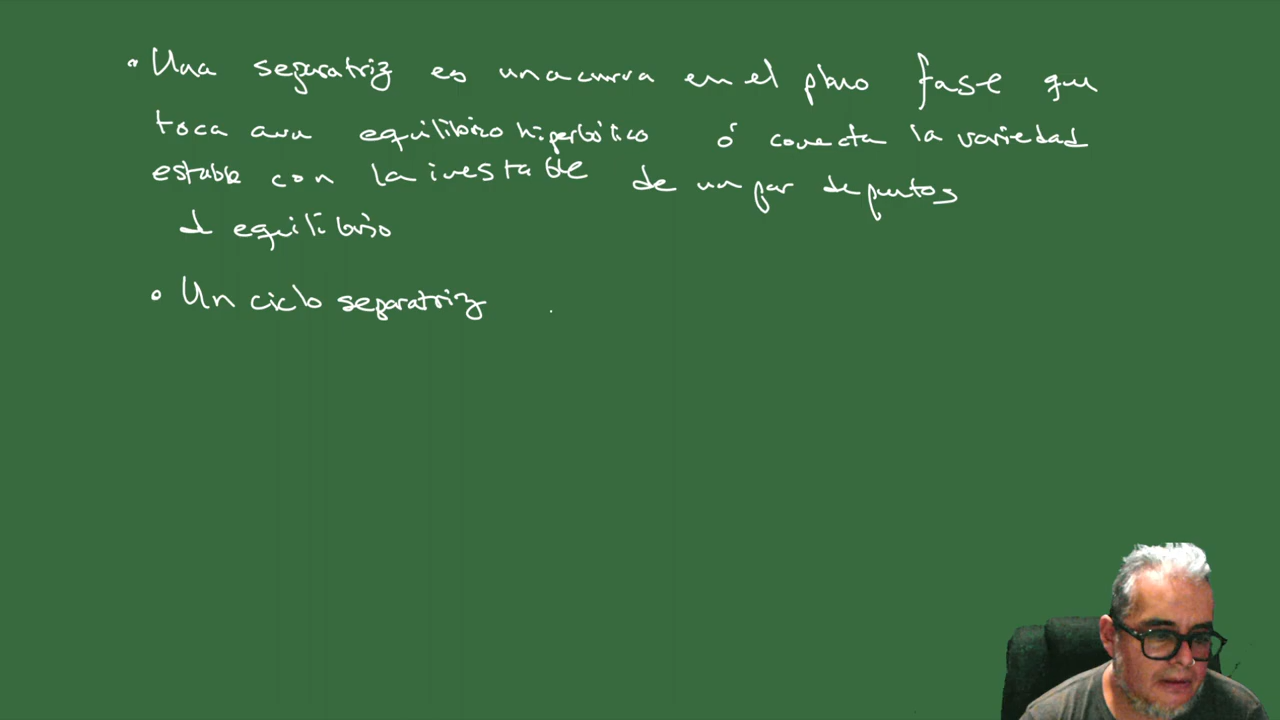 • Una separatriz es una curva en el plano fase que
toca a un equilibrio hiperbólico ó conecta la variedad
estable con la inestable de un par de puntos
d equilibrio
• Un ciclo separatriz